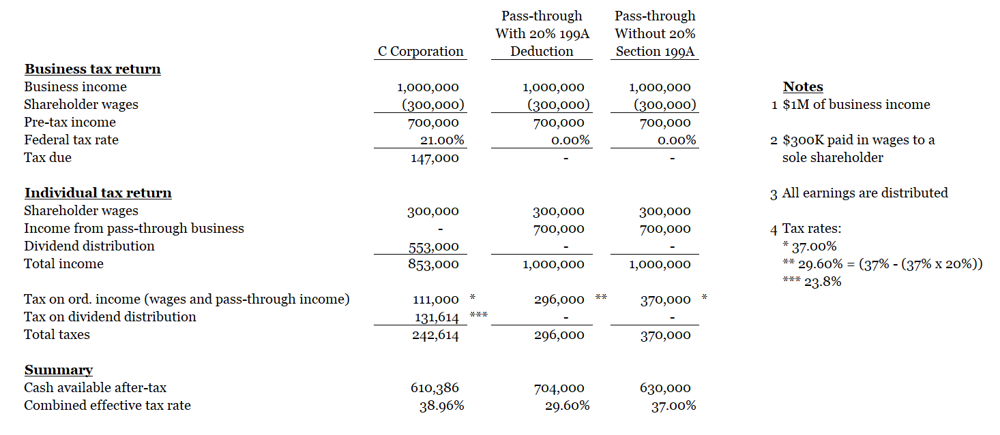 Pass-through Pass-through
With 20% 199A Without 20%
C Corporation Deduction Section 199A
Business tax return
Business income 1,000,000 1,000,000 1,000,000 Notes
Shareholder wages (300,000) (300,000) (300,000) 1 $1M of business income
Pre-tax income 700,000 700,000 700,000
Federal tax rate 21.00% 0.00% 0.00% 2 $300K paid in wages to a
Tax due 147,000 - - sole shareholder
Individual tax return 3 All earnings are distributed
Shareholder wages 300,000 300,000 300,000
Income from pass-through business - 700,000 700,000 4 Tax rates:
Dividend distribution 553,000 - - * 37.00%
Total income 853,000 1,000,000 1,000,000 ** 29.60% = (37% - (37% x 20%))
*** 23.8%
Tax on ord. income (wages and pass-through income) 111,000 * 296,000 ** 370,000 *
Tax on dividend distribution 131,614 *** - -
Total taxes 242,614 296,000 370,000
Summary
Cash available after-tax 610,386 704,000 630,000
Combined effective tax rate 38.96% 29.60% 37.00%